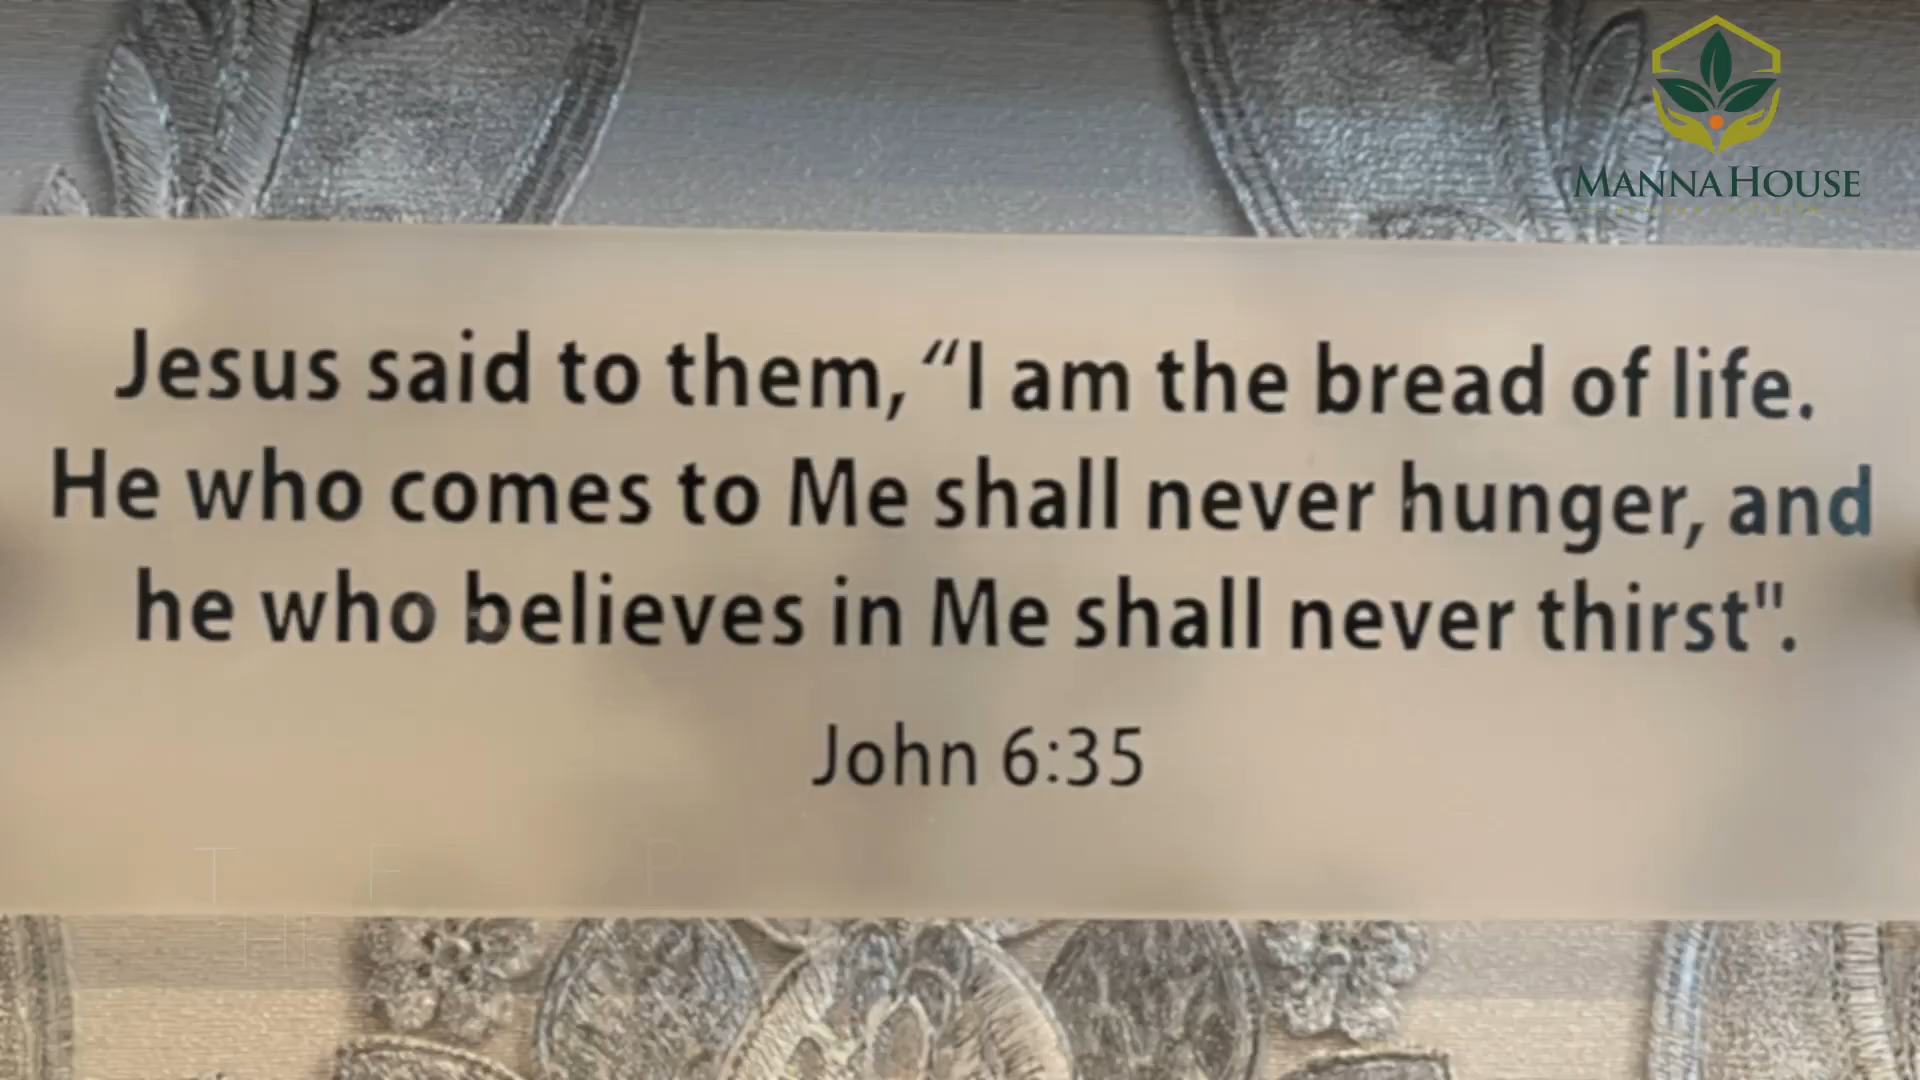 MANNA HOUSE
Jesus said to them, “I am the bread of life.
He who comes to Me shall never hunger, and
he who believes in Me shall never thirst".
John 6:35